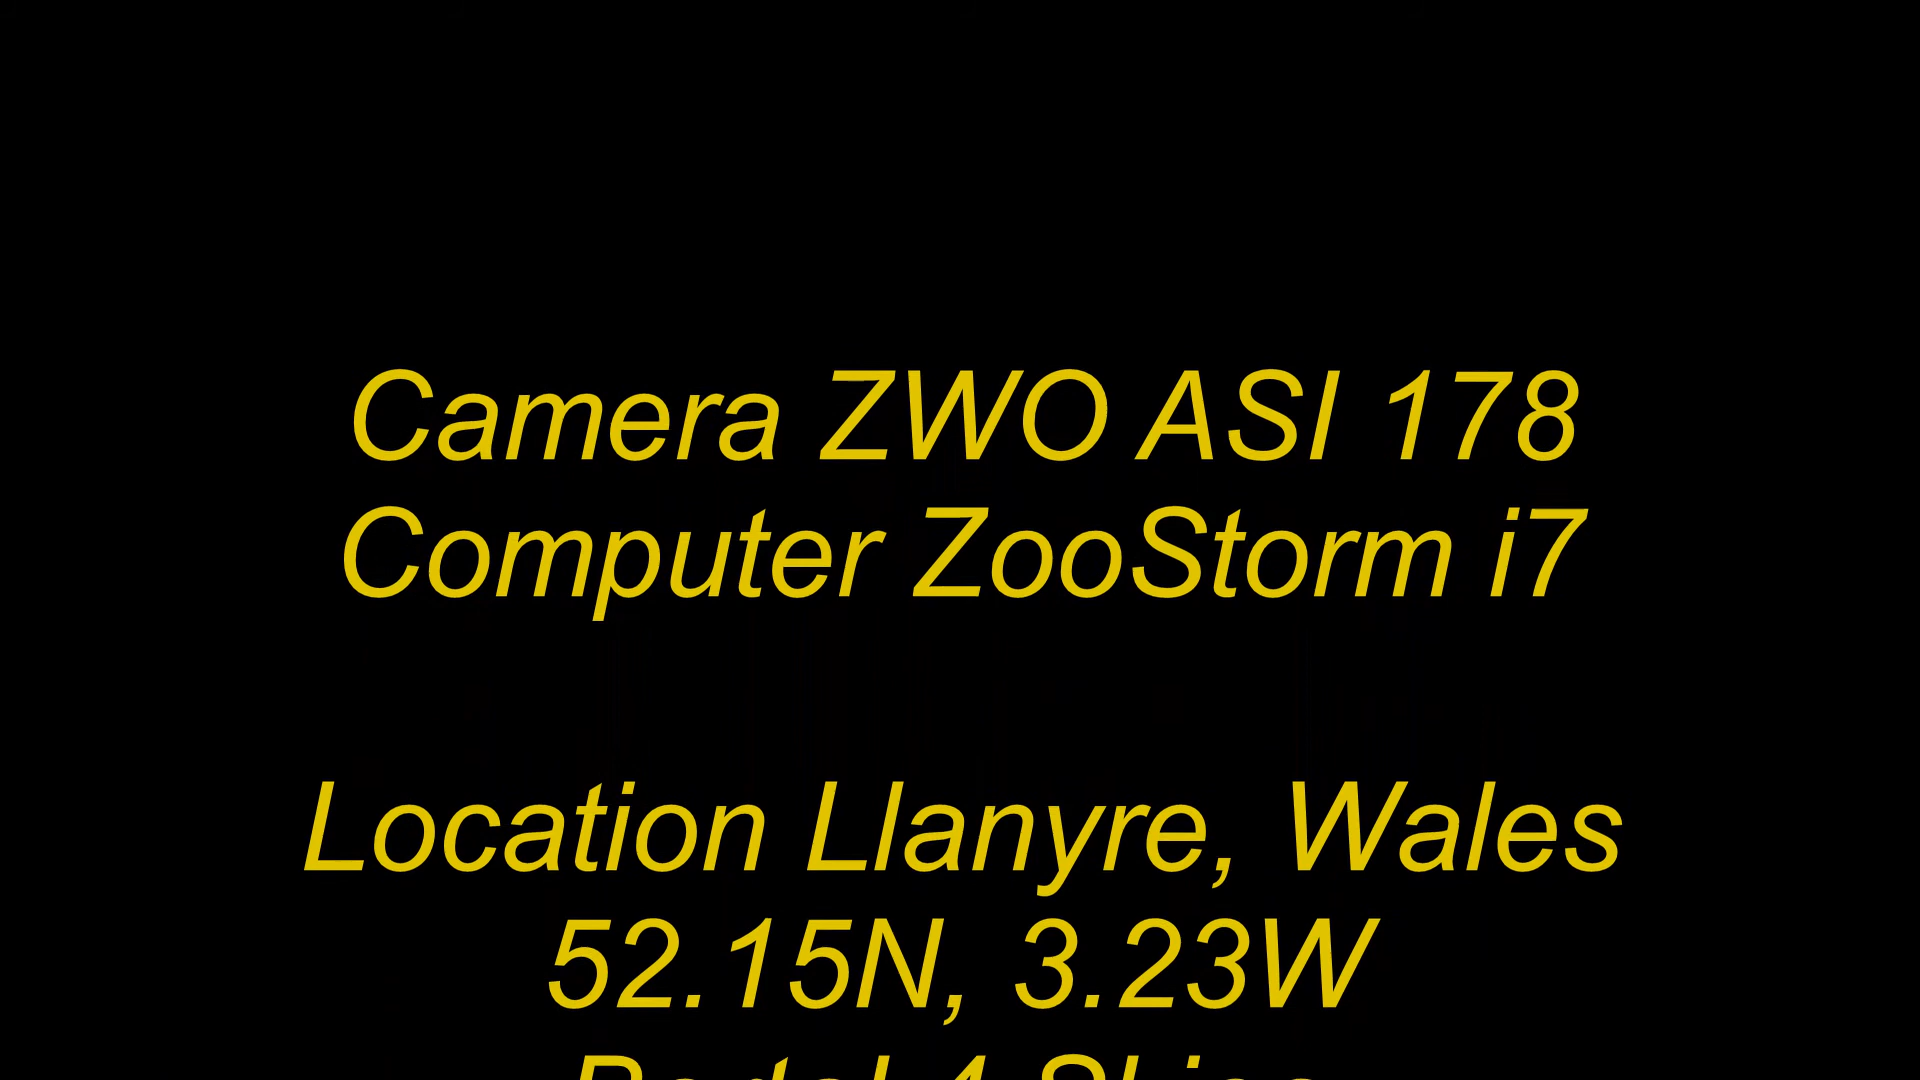 Camera ZWO ASI 178
Computer ZooStorm i7
Location Llanyre, Wales
52.15N, 3.23W